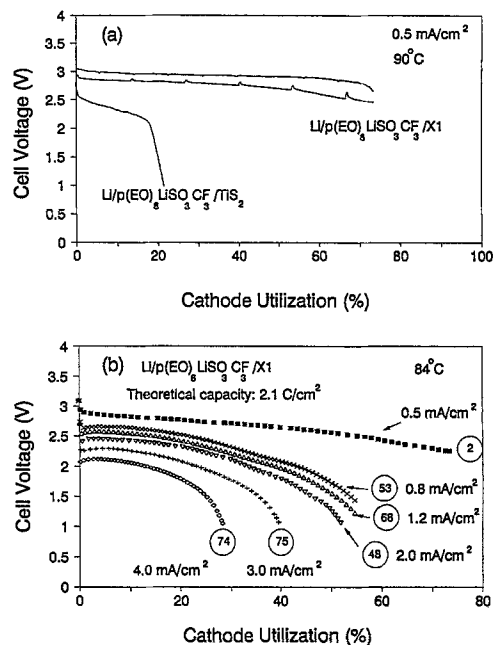 (a)
0.5 mA/cm²
90°C
Cell Voltage (V)
4
3.5
3
2.5
2
1.5
1
0.5
0
Li/p(EO)₈LiSO₃CF₃/X1
Li/p(EO)₈LiSO₃CF₃/TiS₂
0 20 40 60 80 100
Cathode Utilization (%)
(b)
Li/p(EO)₈LiSO₃CF₃/X1
84°C
Theoretical capacity: 2.1 C/cm²
Cell Voltage (V)
4
3.5
3
2.5
2
1.5
1
0.5
0
0.5 mA/cm²
2
53 0.8 mA/cm²
68 1.2 mA/cm²
74 75 48 2.0 mA/cm²
4.0 mA/cm² 3.0 mA/cm²
0 20 40 60 80
Cathode Utilization (%)